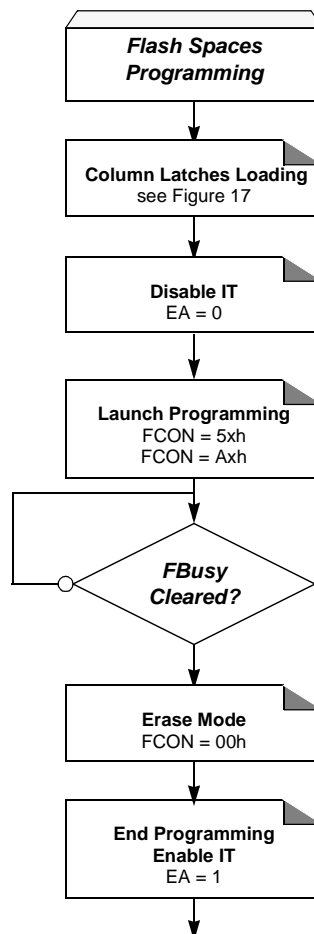 Flash Spaces
Programming
Column Latches Loading
see Figure 17
Disable IT
EA = 0
Launch Programming
FCON = 5xh
FCON = Axh
FBusy
Cleared?
Erase Mode
FCON = 00h
End Programming
Enable IT
EA = 1